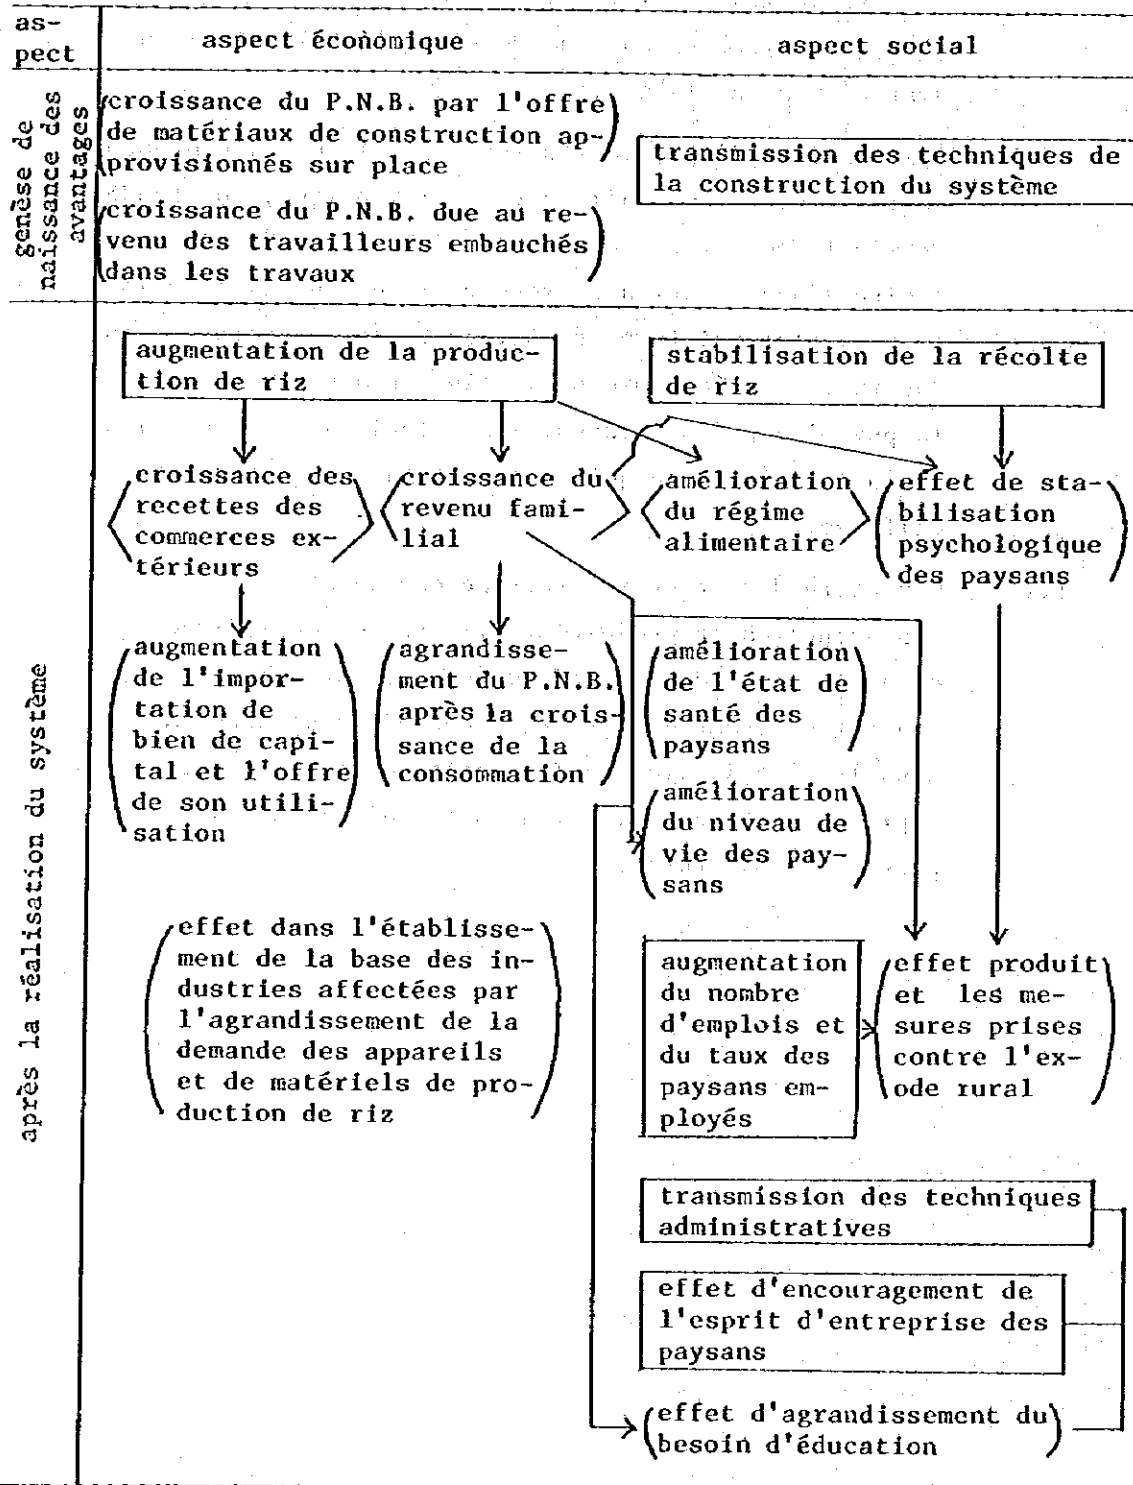 as-
pect
aspect économique
aspect social
genèse de
naissance des
avantages
croissance du P.N.B. par l'offre
de matériaux de construction ap-
provisionnés sur place
croissance du P.N.B. due au re-
venu des travailleurs embauchés
dans les travaux
transmission des techniques de
la construction du système
après la réalisation du système
augmentation de la produc-
tion de riz
stabilisation de la récolte
de riz
croissance des
recettes des
commerces ex-
térieurs
croissance du
revenu fami-
lial
amélioration
du régime
alimentaire
effet de sta-
bilisation
psychologique
des paysans
augmentation
de l'impor-
tation de
bien de capi-
tal et l'offre
de son utili-
sation
agrandisse-
ment du P.N.B.
après la crois-
sance de la
consommation
amélioration
de l'état de
santé des
paysans
amélioration
du niveau de
vie des pay-
sans
effet dans l'établisse-
ment de la base des in-
dustries affectées par
l'agrandissement de la
demande des appareils
et de matériels de pro-
duction de riz
augmentation
du nombre
d'emplois et
du taux des
paysans em-
ployés
effet produit
et les me-
sures prises
contre l'ex-
ode rural
transmission des techniques
administratives
effet d'encouragement de
l'esprit d'entreprise des
paysans
effet d'agrandissement du
besoin d'éducation